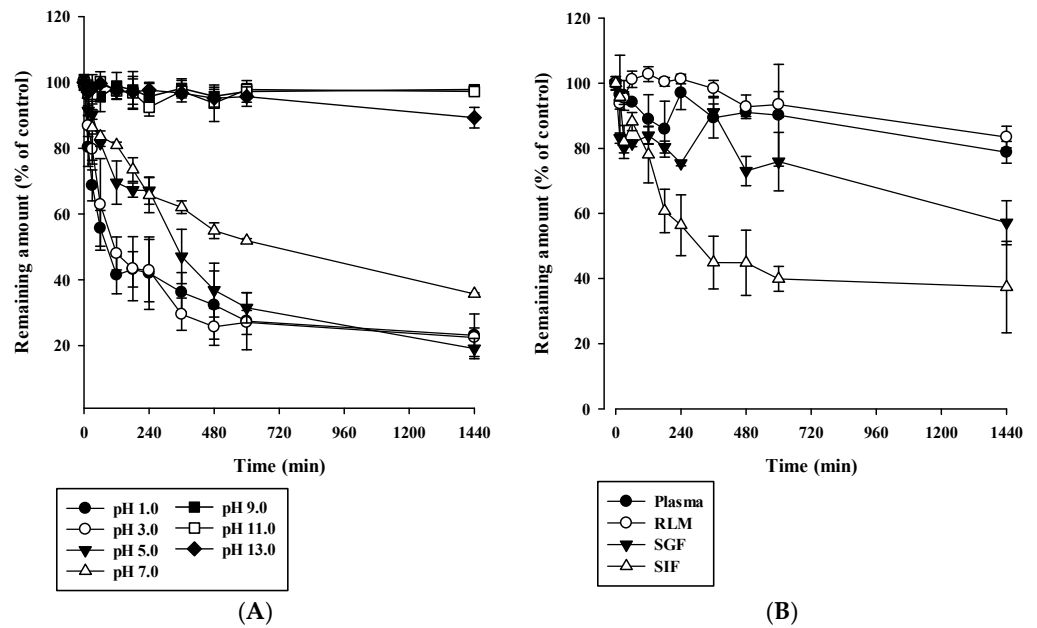 120
100
80
60
40
20
Remaining amount (% of control)
0 240 480 720 960 1200 1440
Time (min)
pH 1.0 pH 9.0
pH 3.0 pH 11.0
pH 5.0 pH 13.0
pH 7.0
(A)
120
100
80
60
40
20
0
Remaining amount (% of control)
0 240 480 720 960 1200 1440
Time (min)
Plasma
RLM
SGF
SIF
(B)